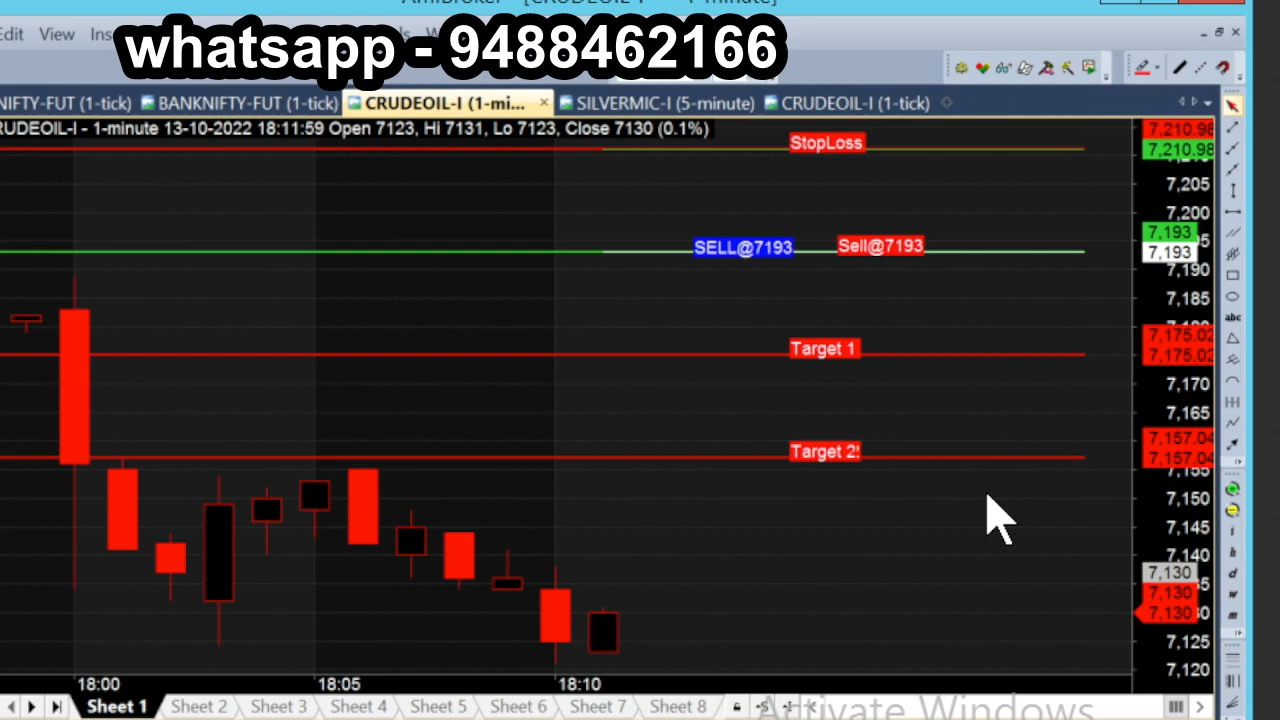 AmiBroker - [CRUDEOIL-I - 1-minute]
Edit View Ins
whatsapp - 9488462166
NIFTY-FUT (1-tick) BANKNIFTY-FUT (1-tick) CRUDEOIL-I (1-mi... SILVERMIC-I (5-minute) CRUDEOIL-I (1-tick)
RUDEOIL-I - 1-minute 13-10-2022 18:11:59 Open 7123, Hi 7131, Lo 7123, Close 7130 (0.1%)
7,210.98
StopLoss
7,210.98
7,205
7,200
7,193
SELL@7193 Sell@7193
7,193
7,190
7,185
7,175.02
Target 1
7,175.02
7,170
7,165
7,157.04
Target 2
7,157.04
7,155
7,150
7,145
7,140
7,130
7,130
7,130
7,125
7,120
18:00 18:05 18:10
Sheet 1 Sheet 2 Sheet 3 Sheet 4 Sheet 5 Sheet 6 Sheet 7 Sheet 8
Activate Windows
abc
i
h
d
w
m